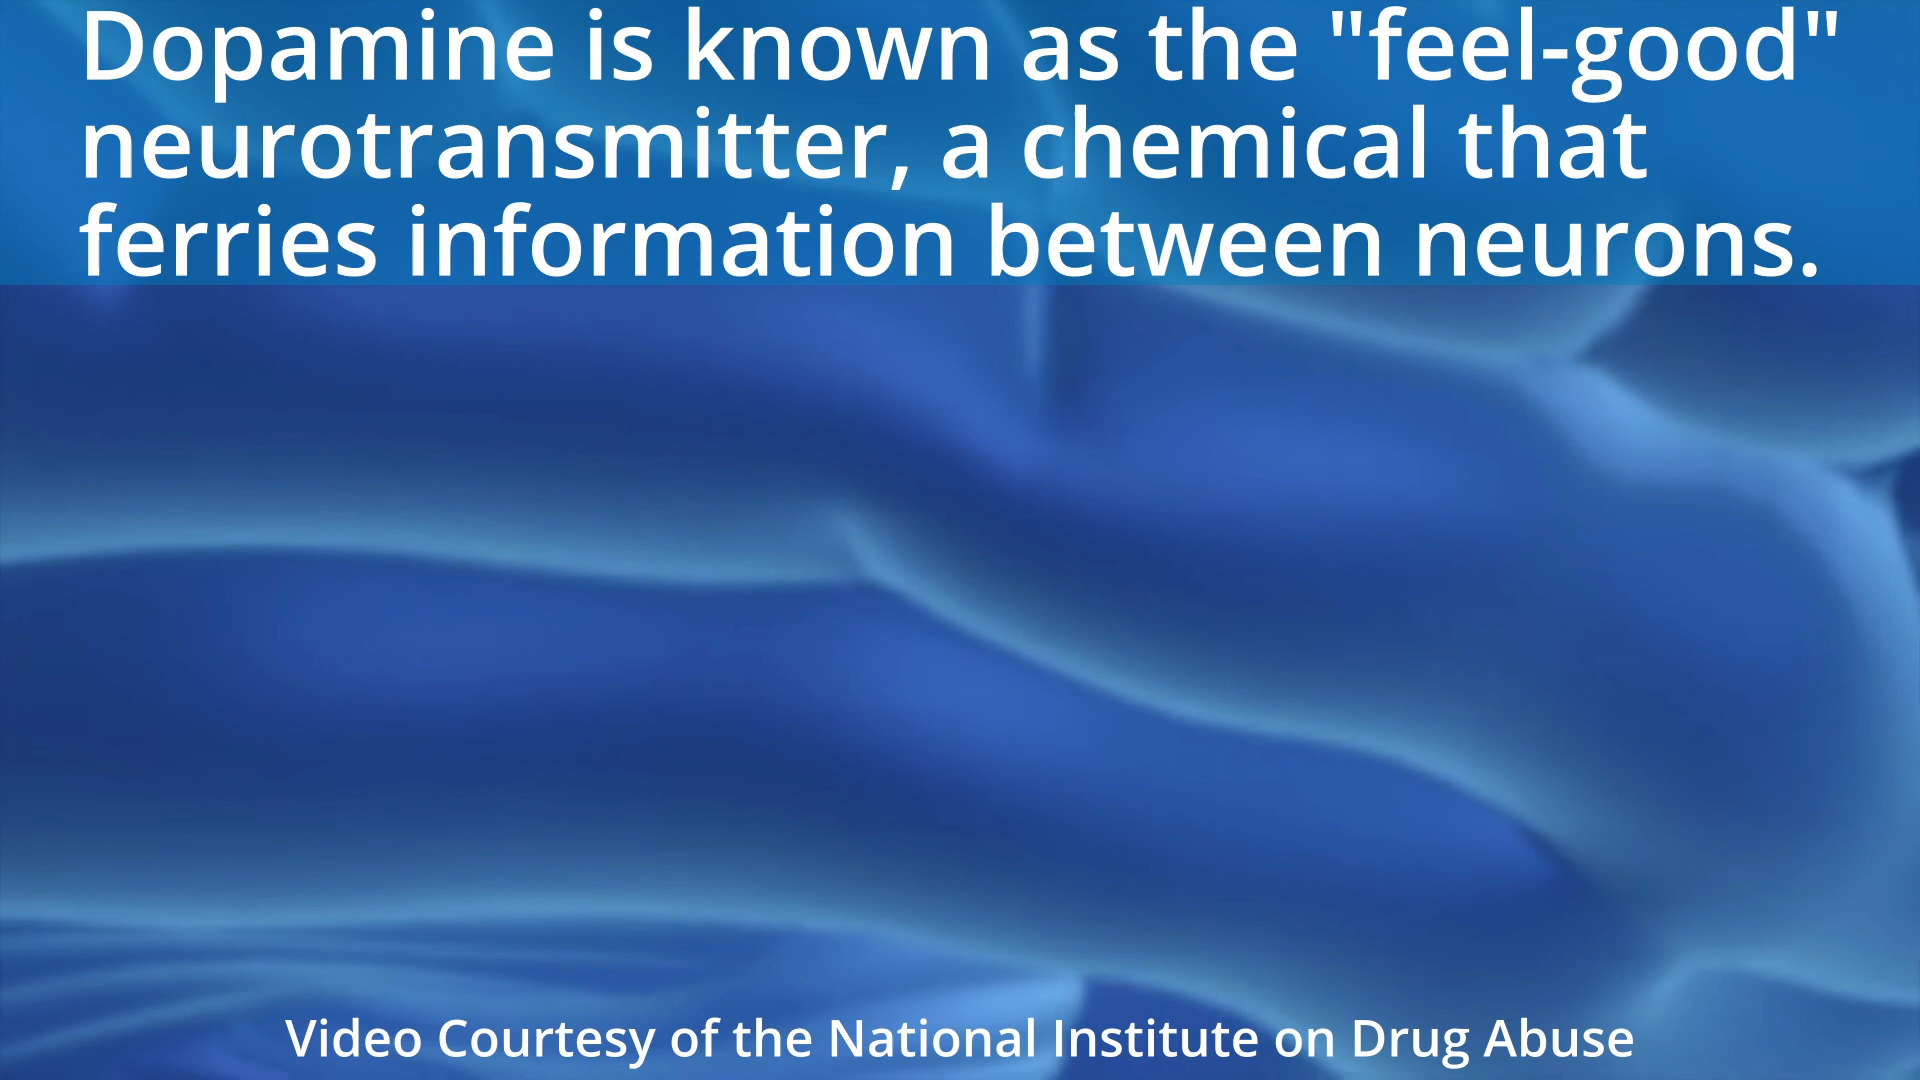 Dopamine is known as the "feel-good"
neurotransmitter, a chemical that
ferries information between neurons.
Video Courtesy of the National Institute on Drug Abuse